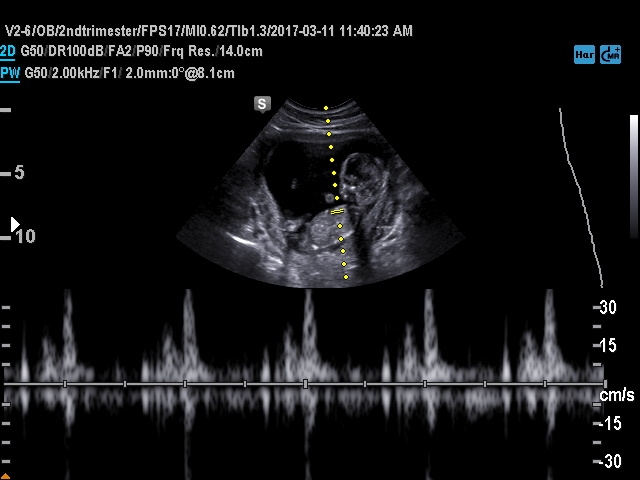 V2-6/OB/2ndtrimester/FPS17/MI0.62/TIb1.3/2017-03-11 11:40:23 AM
2D G50/DR100dB/FA2/P90/Frq Res./14.0cm
PW G50/2.00kHz/F1/ 2.0mm:0°@8.1cm
Har
CMR
S
5
10
30
15
cm/s
-15
-30